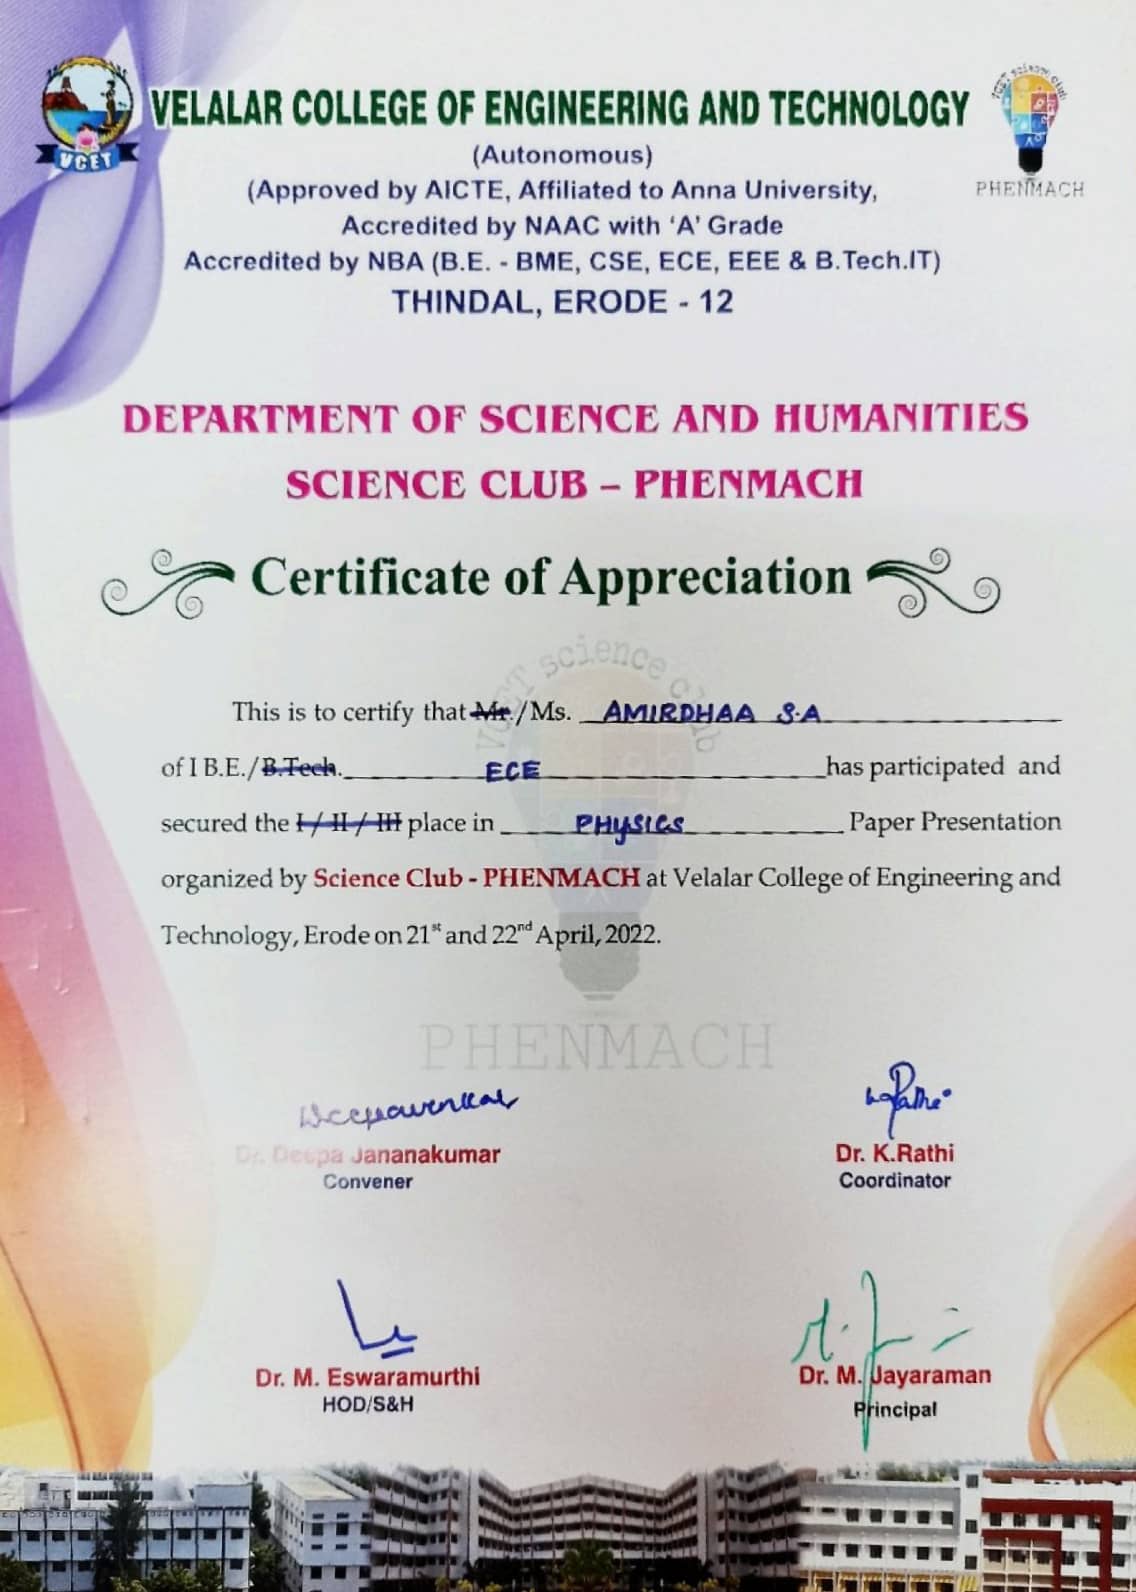 VELALAR COLLEGE OF ENGINEERING AND TECHNOLOGY
VCET
VCET science club
PHENMACH
(Autonomous)
(Approved by AICTE, Affiliated to Anna University,
Accredited by NAAC with ‘A’ Grade
Accredited by NBA (B.E. - BME, CSE, ECE, EEE & B.Tech.IT)
THINDAL, ERODE - 12
DEPARTMENT OF SCIENCE AND HUMANITIES
SCIENCE CLUB – PHENMACH
Certificate of Appreciation
VCET science club
This is to certify that Mr./Ms. AMIRDHAA S.A
of I B.E./B.Tech. ECE has participated and
secured the I / II / III place in PHYSICS Paper Presentation
organized by Science Club - PHENMACH at Velalar College of Engineering and
Technology, Erode on 21st and 22nd April, 2022.
PHENMACH
Dr. Deepa Jananakumar
Convener
Dr. K.Rathi
Coordinator
Dr. M. Eswaramurthi
HOD/S&H
Dr. M. Jayaraman
Principal